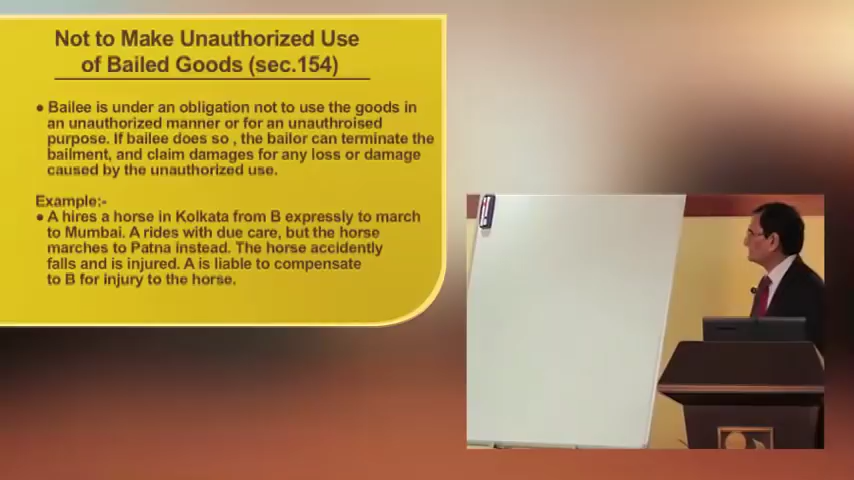 Not to Make Unauthorized Use
of Bailed Goods (sec.154)
● Bailee is under an obligation not to use the goods in
an unauthorized manner or for an unauthroised
purpose. If bailee does so , the bailor can terminate the
bailment, and claim damages for any loss or damage
caused by the unauthorized use.
Example:-
● A hires a horse in Kolkata from B expressly to march
to Mumbai. A rides with due care, but the horse
marches to Patna instead. The horse accidently
falls and is injured. A is liable to compensate
to B for injury to the horse.